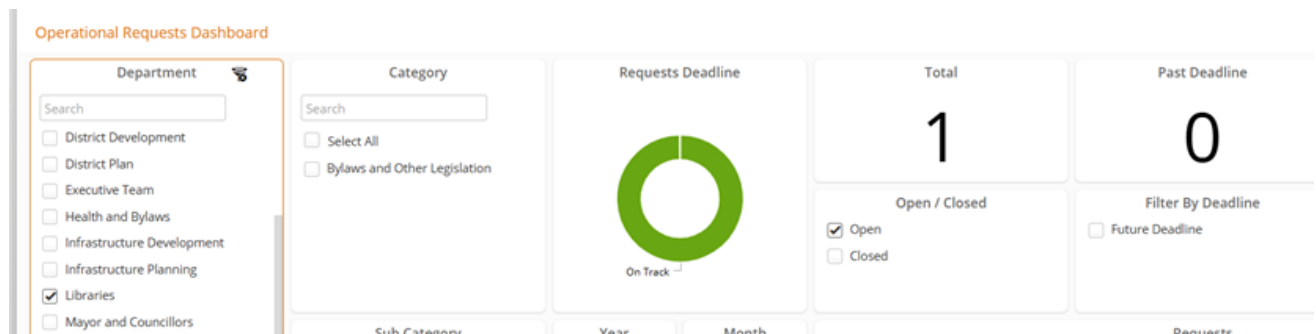 Operational Requests Dashboard
Department
Search
District Development
District Plan
Executive Team
Health and Bylaws
Infrastructure Development
Infrastructure Planning
Libraries
Mayor and Councillors
Category
Search
Select All
Bylaws and Other Legislation
Requests Deadline
On Track
Total
1
Past Deadline
0
Open / Closed
Open
Closed
Filter By Deadline
Future Deadline
Sub Category
Year
Month
Requests